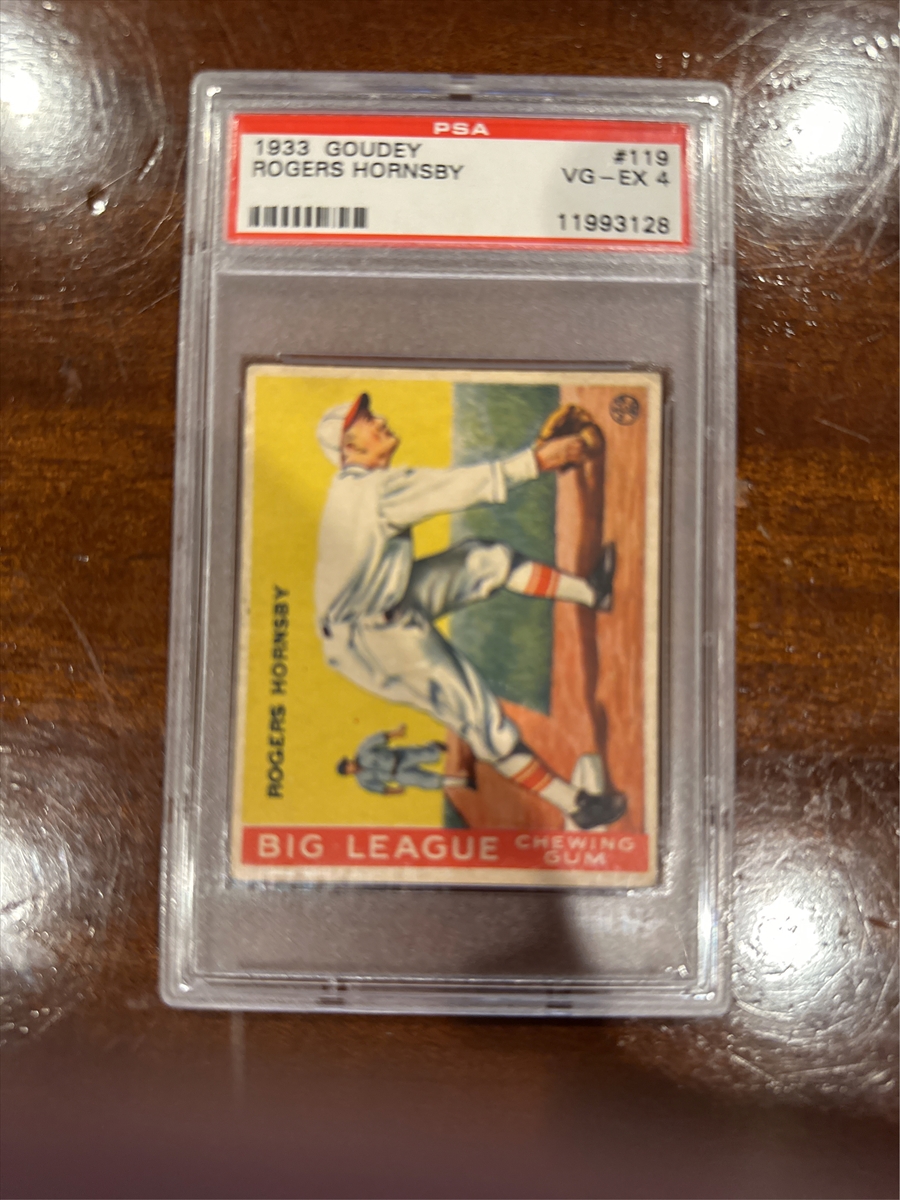 PSA
1933 GOUDEY #119
ROGERS HORNSBY VG-EX 4
11993128
ROGERS HORNSBY
BIG LEAGUE CHEWING GUM